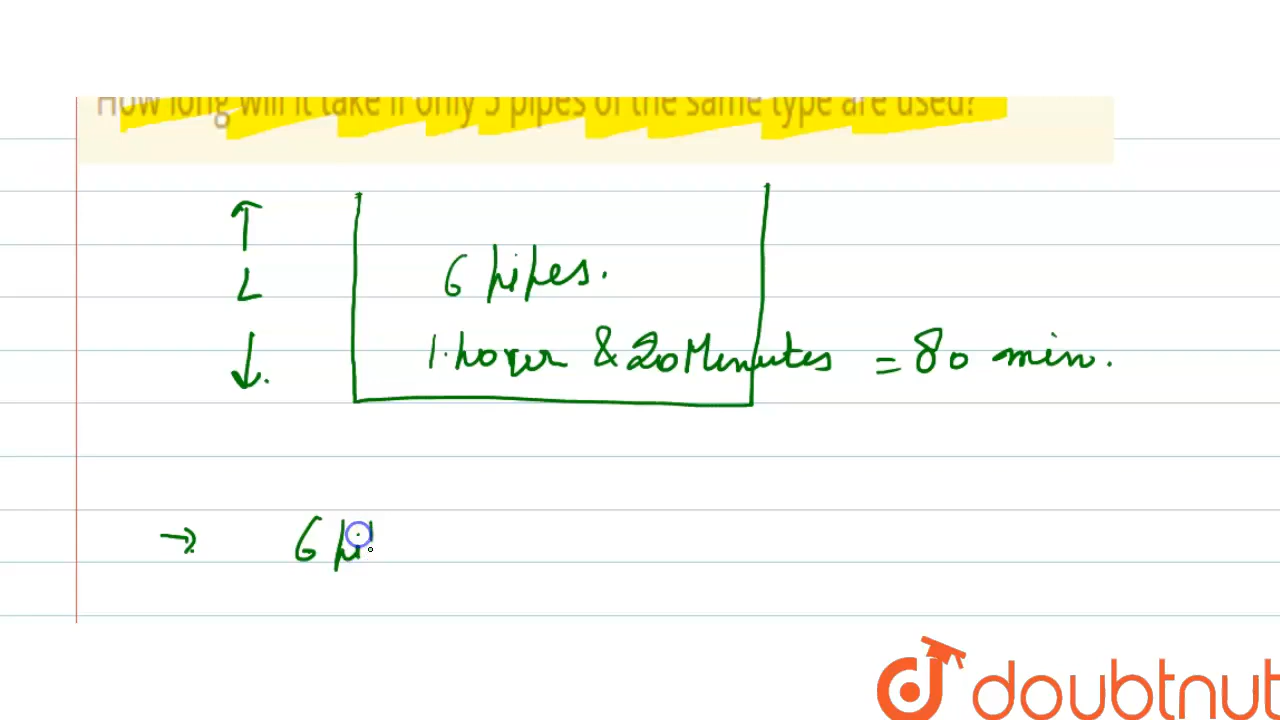 How long will it take if only 5 pipes of the same type are used?
↑
L
↓.
6 pipes.
1 hour & 20 Minutes = 80 min.
→ 6 pi
doubtnut